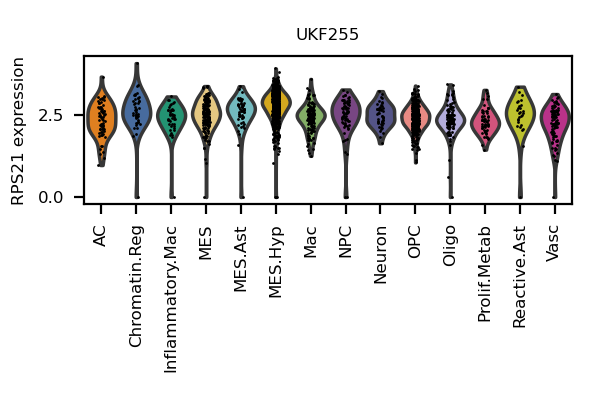 UKF255
RPS21 expression
2.5
0.0
AC
Chromatin.Reg
Inflammatory.Mac
MES
MES.Ast
MES.Hyp
Mac
NPC
Neuron
OPC
Oligo
Prolif.Metab
Reactive.Ast
Vasc